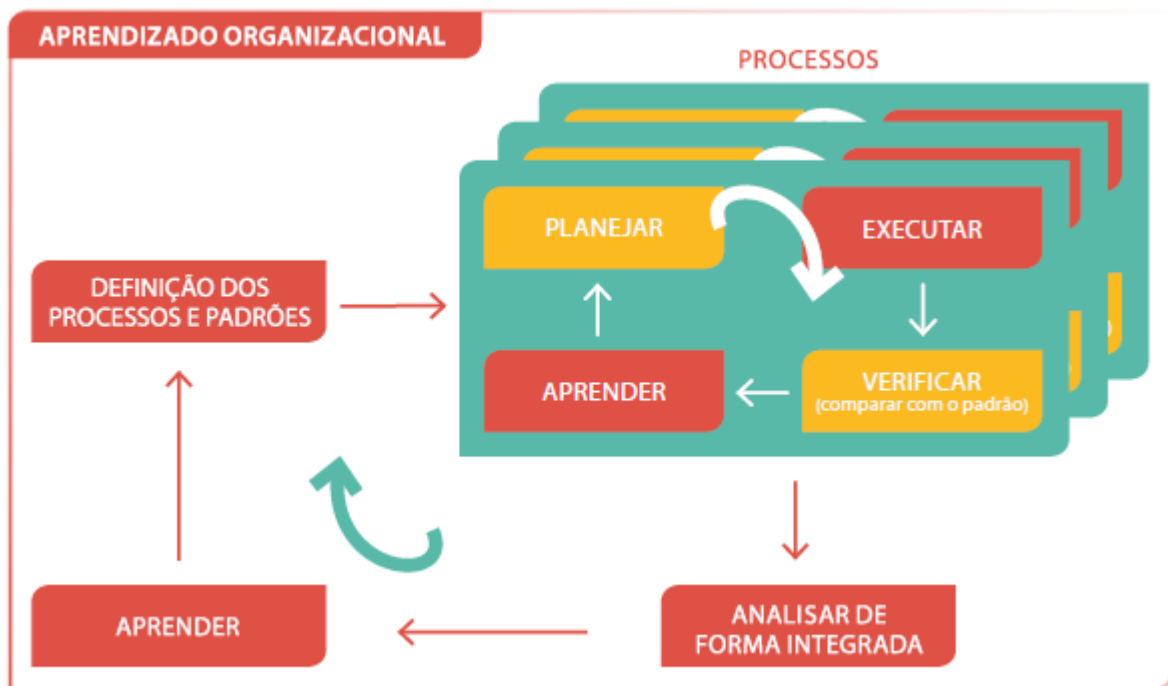 APRENDIZADO ORGANIZACIONAL
PROCESSOS
PLANEJAR
EXECUTAR
DEFINIÇÃO DOS
PROCESSOS E PADRÕES
APRENDER
VERIFICAR
(comparar com o padrão)
APRENDER
ANALISAR DE
FORMA INTEGRADA